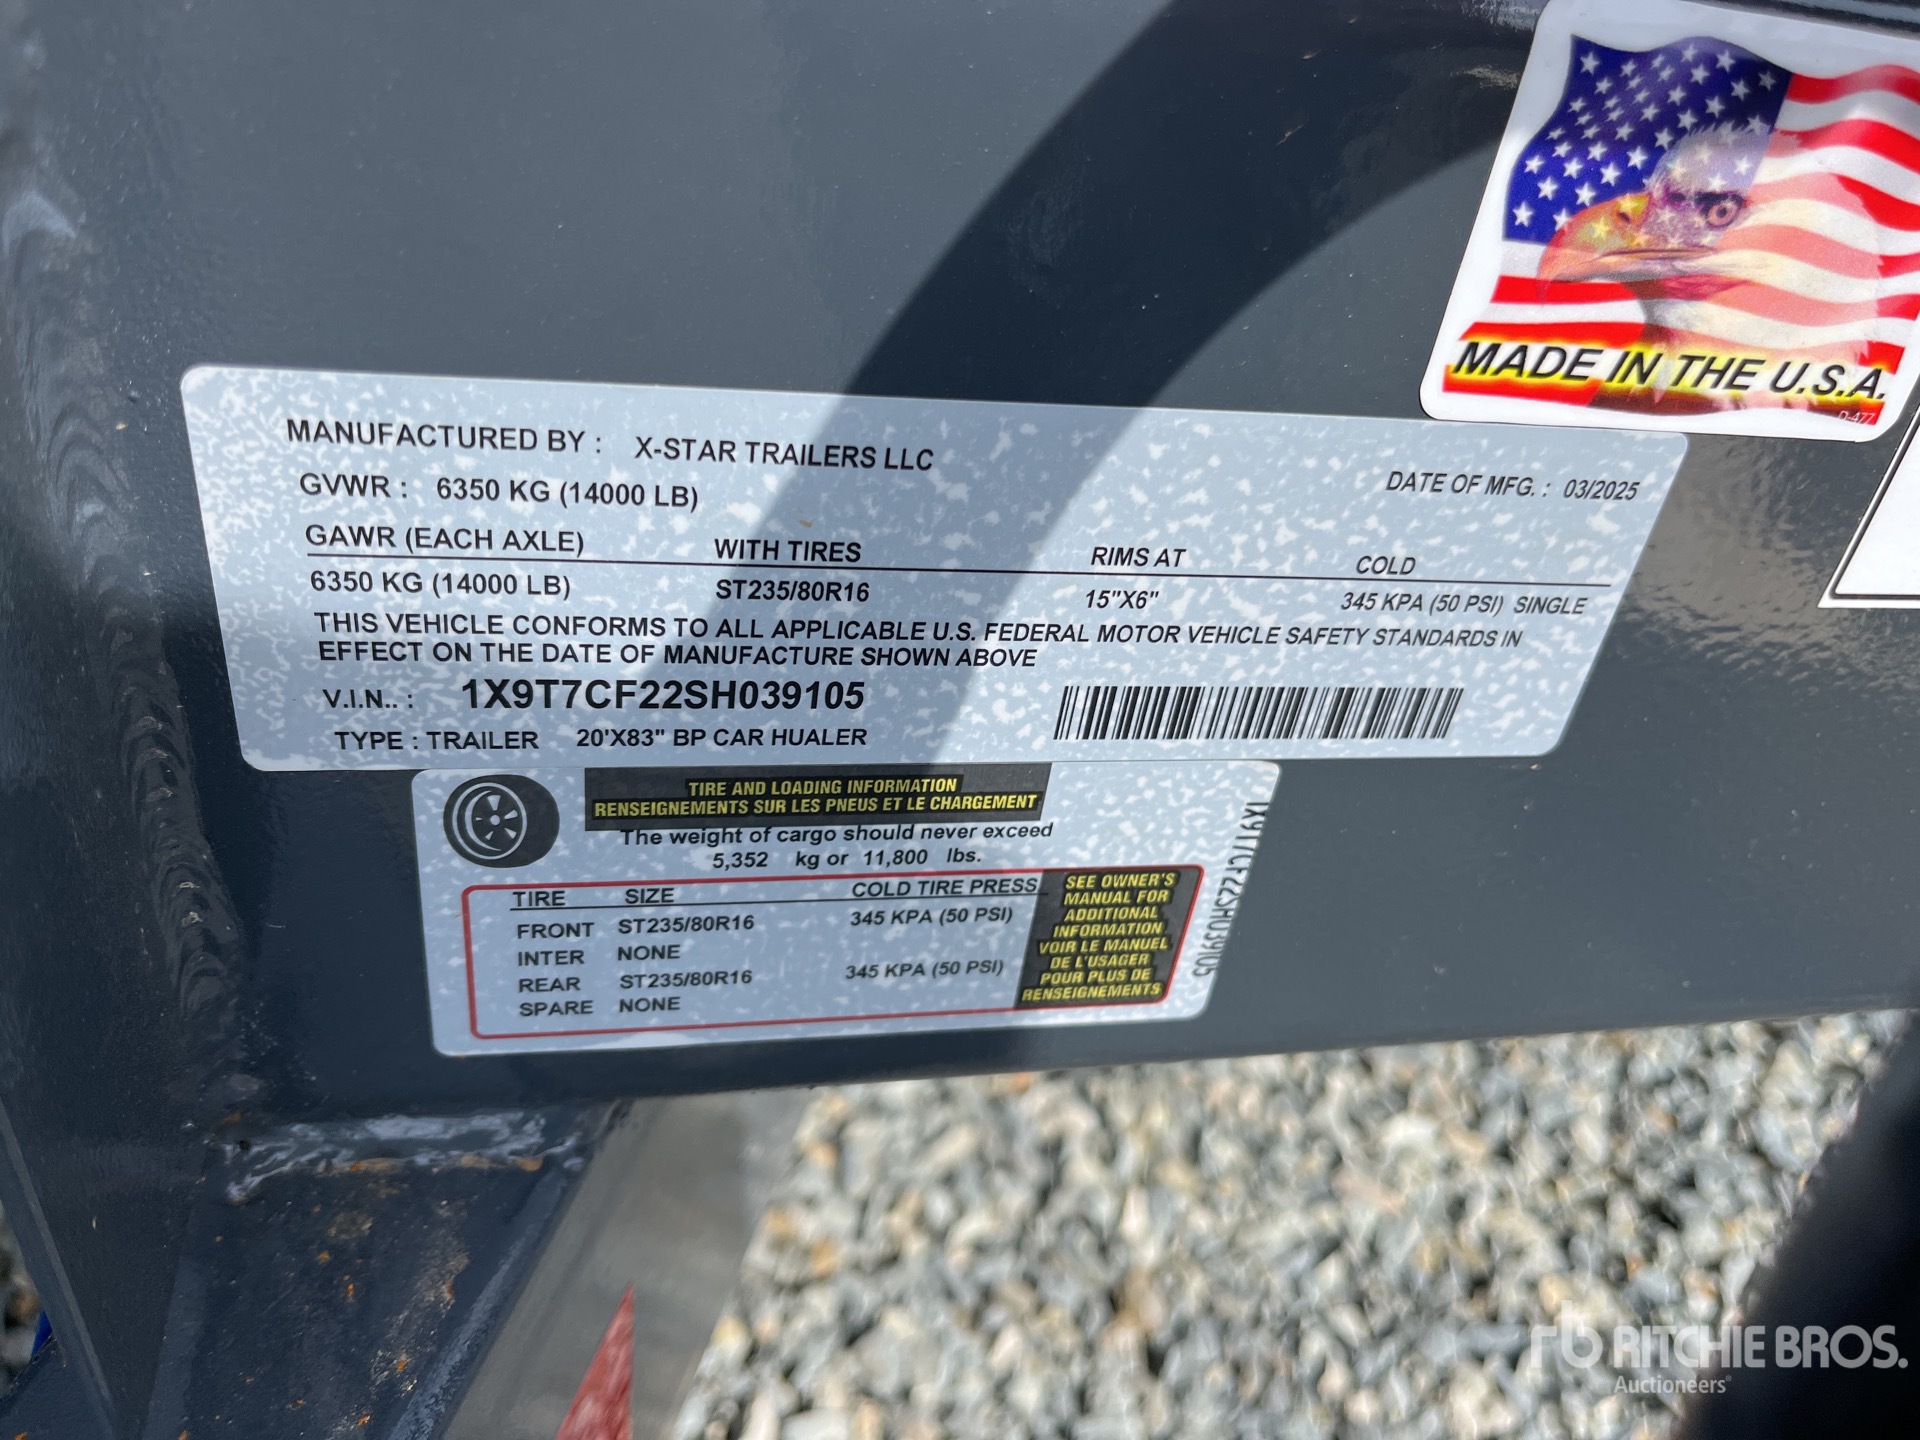 MADE IN THE U.S.A.
D-477
MANUFACTURED BY : X-STAR TRAILERS LLC
GVWR : 6350 KG (14000 LB)
DATE OF MFG. : 03/2025
GAWR (EACH AXLE) WITH TIRES RIMS AT COLD
6350 KG (14000 LB) ST235/80R16 15"X6" 345 KPA (50 PSI) SINGLE
THIS VEHICLE CONFORMS TO ALL APPLICABLE U.S. FEDERAL MOTOR VEHICLE SAFETY STANDARDS IN
EFFECT ON THE DATE OF MANUFACTURE SHOWN ABOVE
V.I.N.. : 1X9T7CF22SH039105
TYPE : TRAILER 20'X83" BP CAR HUALER
TIRE AND LOADING INFORMATION
RENSEIGNEMENTS SUR LES PNEUS ET LE CHARGEMENT
The weight of cargo should never exceed
5,352 kg or 11,800 lbs.
TIRE SIZE COLD TIRE PRESS
FRONT ST235/80R16 345 KPA (50 PSI)
INTER NONE
REAR ST235/80R16 345 KPA (50 PSI)
SPARE NONE
SEE OWNER'S
MANUAL FOR
ADDITIONAL
INFORMATION
VOIR LE MANUEL
DE L'USAGER
POUR PLUS DE
RENSEIGNEMENTS
1X9T7CF22SH039105
rb RITCHIE BROS.
Auctioneers